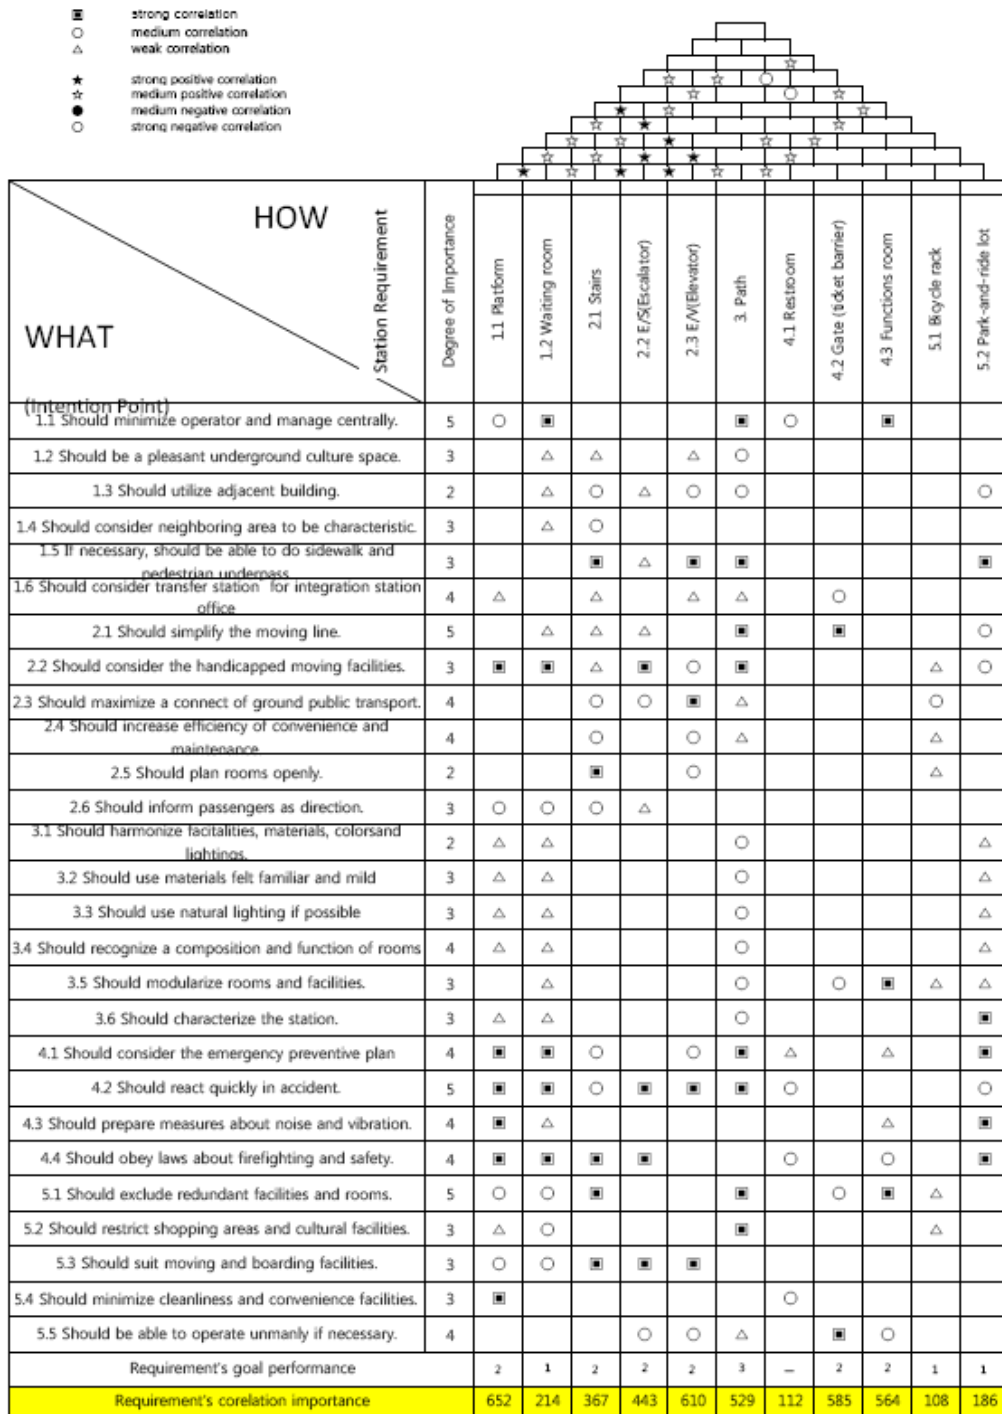 ▣ strong correlation
○ medium correlation
△ weak correlation
★ strong positive correlation
☆ medium positive correlation
● medium negative correlation
○ strong negative correlation
HOW
WHAT
(Intention Point)
Station Requirement
Degree of Importance
1.1 Platform
1.2 Waiting room
2.1 Stairs
2.2 E/S(Escalator)
2.3 E/V(Elevator)
3. Path
4.1 Restroom
4.2 Gate (ticket barrier)
4.3 Functions room
5.1 Bicycle rack
5.2 Park-and-ride lot
1.1 Should minimize operator and manage centrally. 5 ○ ▣ ▣ ○ ▣
1.2 Should be a pleasant underground culture space. 3 △ △ △ ○
1.3 Should utilize adjacent building. 2 △ ○ △ ○ ○ ○
1.4 Should consider neighboring area to be characteristic. 3 △ ○
1.5 If necessary, should be able to do sidewalk and
pedestrian underpass 3 ▣ △ ▣ ▣ ▣
1.6 Should consider transfer station for integration station
office 4 △ △ △ △ ○
2.1 Should simplify the moving line. 5 △ △ △ ▣ ▣ ○
2.2 Should consider the handicapped moving facilities. 3 ▣ ▣ △ ▣ ○ ▣ △ ○
2.3 Should maximize a connect of ground public transport. 4 ○ ○ ▣ △ ○
2.4 Should increase efficiency of convenience and
maintenance 4 ○ ○ △ △
2.5 Should plan rooms openly. 2 ▣ ○ △
2.6 Should inform passengers as direction. 3 ○ ○ ○ △
3.1 Should harmonize facitalities, materials, colorsand
lightings. 2 △ △ ○ △
3.2 Should use materials felt familiar and mild 3 △ △ ○ △
3.3 Should use natural lighting if possible 3 △ △ ○ △
3.4 Should recognize a composition and function of rooms 4 △ △ ○ △
3.5 Should modularize rooms and facilities. 3 △ ○ ○ ▣ △ △
3.6 Should characterize the station. 3 △ △ ○ ▣
4.1 Should consider the emergency preventive plan 4 ▣ ▣ ○ ○ ▣ △ △ ▣
4.2 Should react quickly in accident. 5 ▣ ▣ ○ ▣ ▣ ▣ ○ ○
4.3 Should prepare measures about noise and vibration. 4 ▣ △ △ ▣
4.4 Should obey laws about firefighting and safety. 4 ▣ ▣ ▣ ▣ ○ ○ ▣
5.1 Should exclude redundant facilities and rooms. 5 ○ ○ ▣ ▣ ○ ▣ △
5.2 Should restrict shopping areas and cultural facilities. 3 △ ○ ▣ △
5.3 Should suit moving and boarding facilities. 3 ○ ○ ▣ ▣ ▣
5.4 Should minimize cleanliness and convenience facilities. 3 ▣ ○
5.5 Should be able to operate unmanly if necessary. 4 ○ ○ △ ▣ ○
Requirement's goal performance 2 1 2 2 2 3 – 2 2 1 1
Requirement's corelation importance 652 214 367 443 610 529 112 585 564 108 186